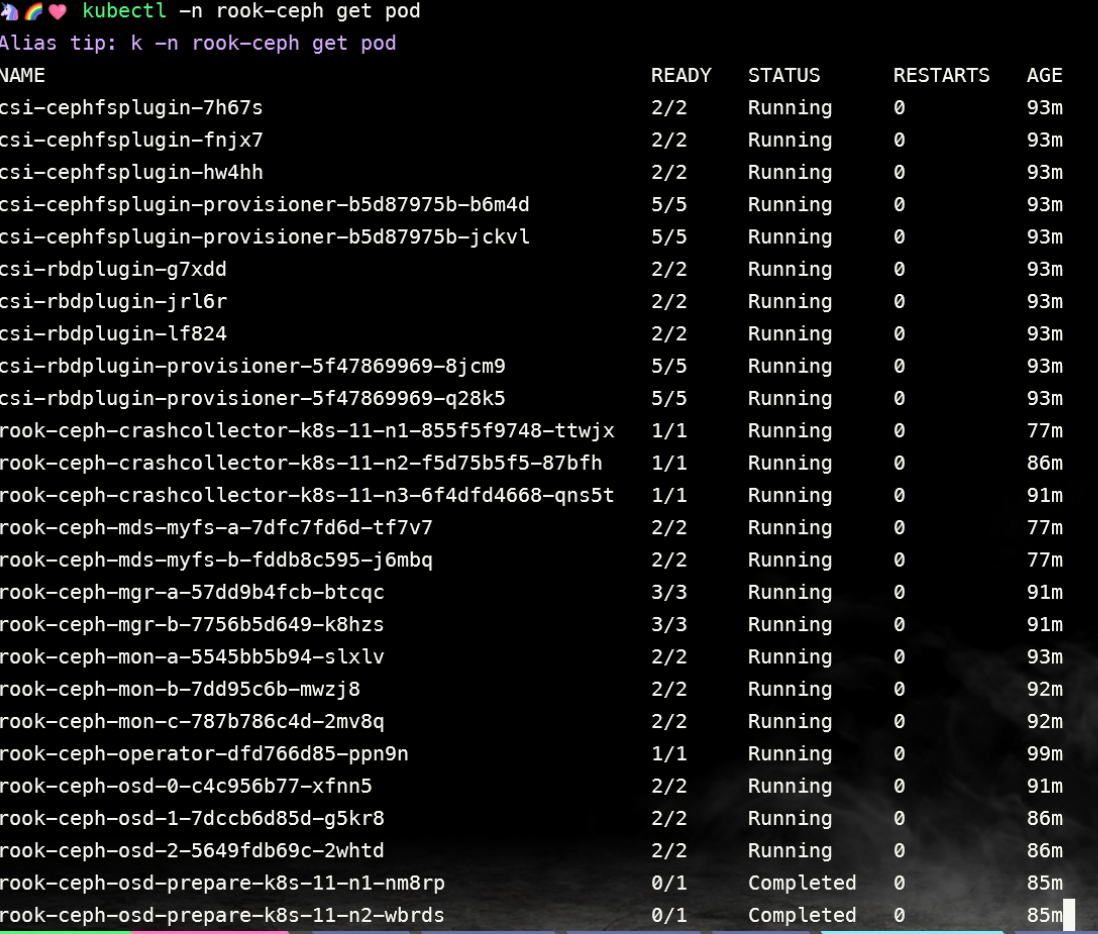 🦄🌈💗 kubectl -n rook-ceph get pod
Alias tip: k -n rook-ceph get pod
NAME READY STATUS RESTARTS AGE
csi-cephfsplugin-7h67s 2/2 Running 0 93m
csi-cephfsplugin-fnjx7 2/2 Running 0 93m
csi-cephfsplugin-hw4hh 2/2 Running 0 93m
csi-cephfsplugin-provisioner-b5d87975b-b6m4d 5/5 Running 0 93m
csi-cephfsplugin-provisioner-b5d87975b-jckvl 5/5 Running 0 93m
csi-rbdplugin-g7xdd 2/2 Running 0 93m
csi-rbdplugin-jrl6r 2/2 Running 0 93m
csi-rbdplugin-lf824 2/2 Running 0 93m
csi-rbdplugin-provisioner-5f47869969-8jcm9 5/5 Running 0 93m
csi-rbdplugin-provisioner-5f47869969-q28k5 5/5 Running 0 93m
rook-ceph-crashcollector-k8s-11-n1-855f5f9748-ttwjx 1/1 Running 0 77m
rook-ceph-crashcollector-k8s-11-n2-f5d75b5f5-87bfh 1/1 Running 0 86m
rook-ceph-crashcollector-k8s-11-n3-6f4dfd4668-qns5t 1/1 Running 0 91m
rook-ceph-mds-myfs-a-7dfc7fd6d-tf7v7 2/2 Running 0 77m
rook-ceph-mds-myfs-b-fddb8c595-j6mbq 2/2 Running 0 77m
rook-ceph-mgr-a-57dd9b4fcb-btcqc 3/3 Running 0 91m
rook-ceph-mgr-b-7756b5d649-k8hzs 3/3 Running 0 91m
rook-ceph-mon-a-5545bb5b94-slxlv 2/2 Running 0 93m
rook-ceph-mon-b-7dd95c6b-mwzj8 2/2 Running 0 92m
rook-ceph-mon-c-787b786c4d-2mv8q 2/2 Running 0 92m
rook-ceph-operator-dfd766d85-ppn9n 1/1 Running 0 99m
rook-ceph-osd-0-c4c956b77-xfnn5 2/2 Running 0 91m
rook-ceph-osd-1-7dccb6d85d-g5kr8 2/2 Running 0 86m
rook-ceph-osd-2-5649fdb69c-2whtd 2/2 Running 0 86m
rook-ceph-osd-prepare-k8s-11-n1-nm8rp 0/1 Completed 0 85m
rook-ceph-osd-prepare-k8s-11-n2-wbrds 0/1 Completed 0 85m